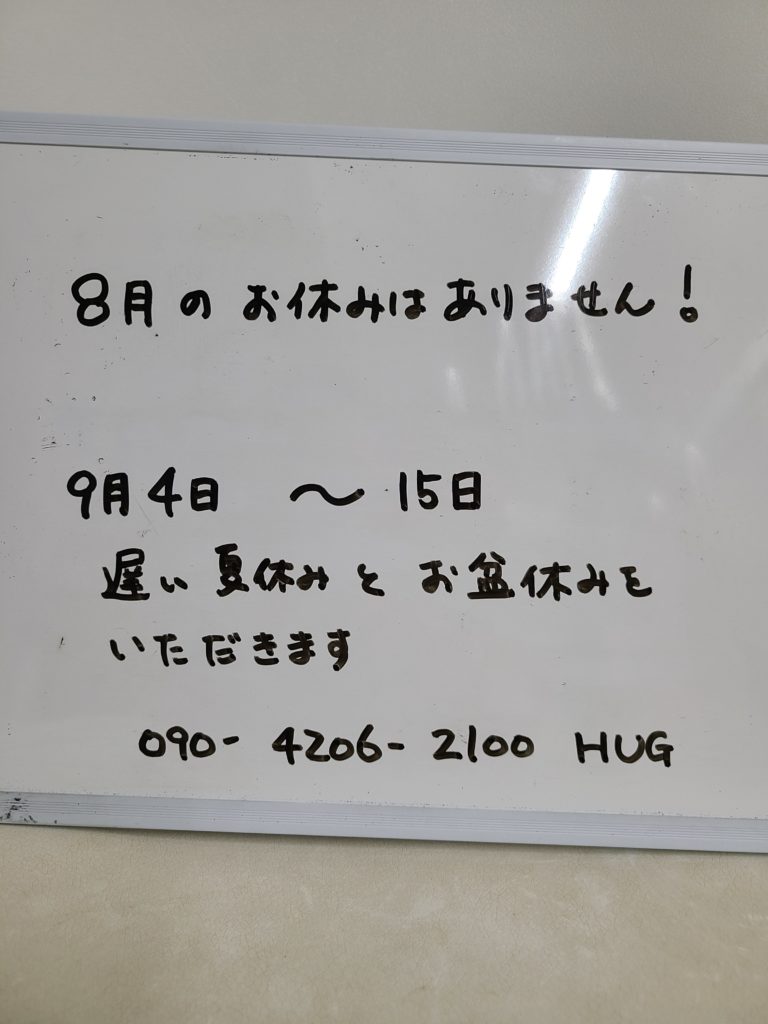 8月のお休みはありません!
9月4日 〜 15日
遅い夏休みとお盆休みを
いただきます
090-4206-2100 HUG